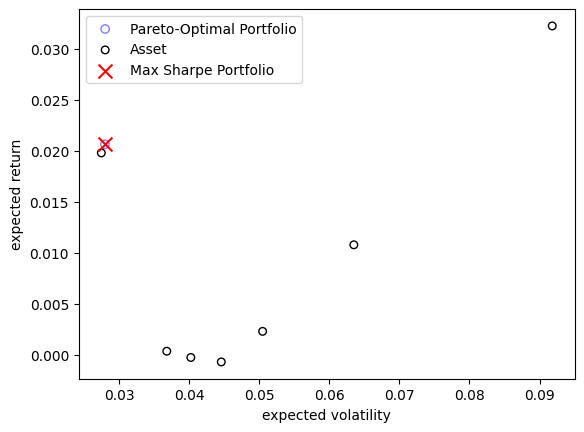 Pareto-Optimal Portfolio
Asset
Max Sharpe Portfolio
0.030
0.025
0.020
0.015
0.010
0.005
0.000
expected return
0.03 0.04 0.05 0.06 0.07 0.08 0.09
expected volatility